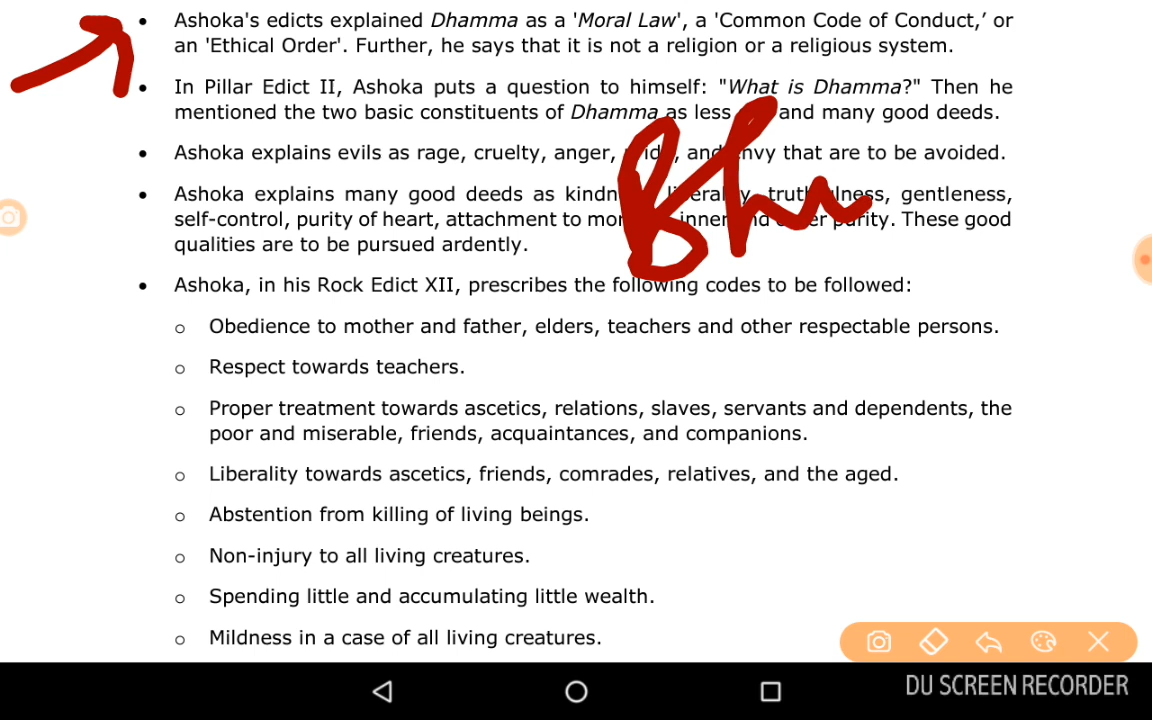 • Ashoka's edicts explained Dhamma as a 'Moral Law', a 'Common Code of Conduct,’ or
an 'Ethical Order'. Further, he says that it is not a religion or a religious system.
• In Pillar Edict II, Ashoka puts a question to himself: "What is Dhamma?" Then he
mentioned the two basic constituents of Dhamma as less and many good deeds.
• Ashoka explains evils as rage, cruelty, anger, and envy that are to be avoided.
• Ashoka explains many good deeds as gentleness,
self-control, purity of heart, attachment to inner purity. These good
qualities are to be pursued ardently.
• Ashoka, in his Rock Edict XII, prescribes the following codes to be followed:
o Obedience to mother and father, elders, teachers and other respectable persons.
o Respect towards teachers.
o Proper treatment towards ascetics, relations, slaves, servants and dependents, the
poor and miserable, friends, acquaintances, and companions.
o Liberality towards ascetics, friends, comrades, relatives, and the aged.
o Abstention from killing of living beings.
o Non-injury to all living creatures.
o Spending little and accumulating little wealth.
o Mildness in a case of all living creatures.
DU SCREEN RECORDER